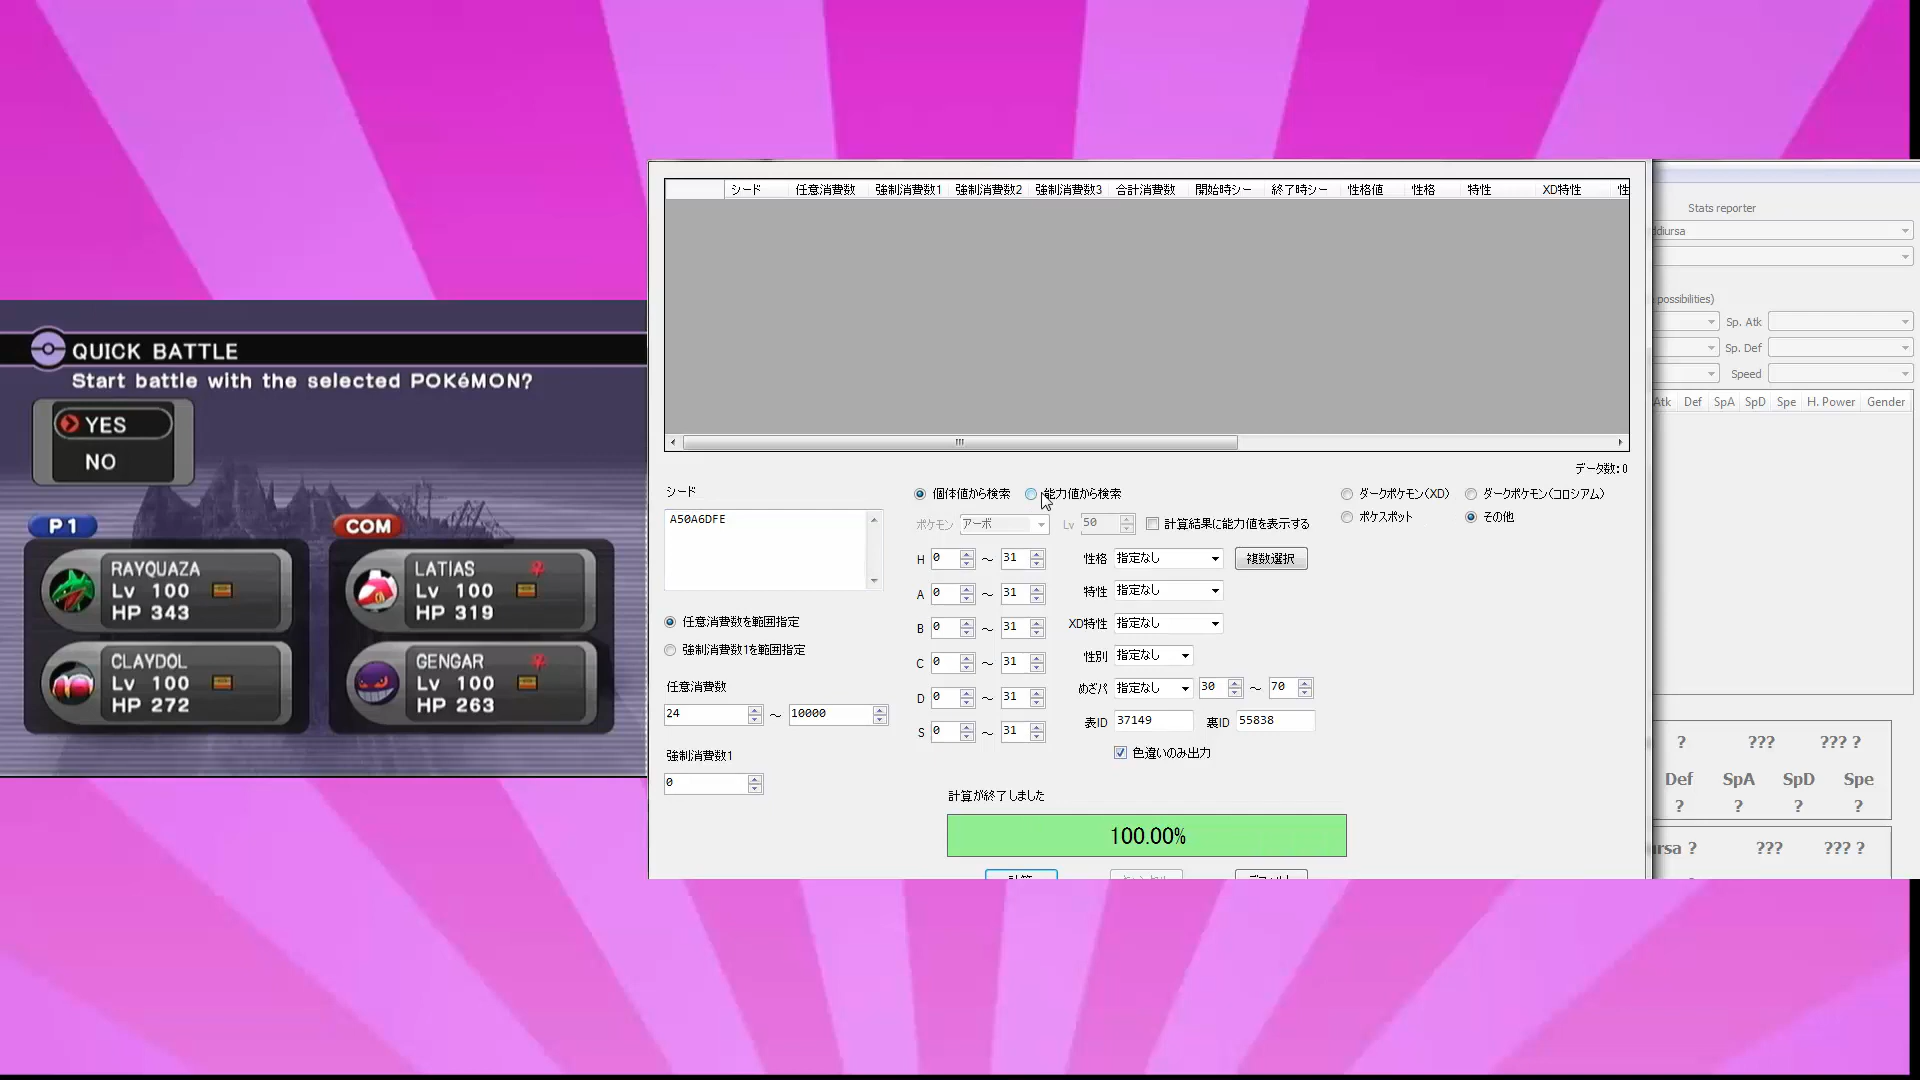 QUICK BATTLE
Start battle with the selected POKéMON?
YES
NO
P1
COM
RAYQUAZA
Lv 100
HP 343
CLAYDOL
Lv 100
HP 272
LATIAS
Lv 100
HP 319
GENGAR
Lv 100
HP 263
シード 任意消費数 強制消費数1 強制消費数2 強制消費数3 合計消費数 開始時シー 終了時シー 性格値 性格 特性 XD特性 性
データ数:0
シード
A50A6DFE
任意消費数を範囲指定
強制消費数1を範囲指定
任意消費数
24 ～ 10000
強制消費数1
0
個体値から検索 能力値から検索
ポケモン アーボ Lv 50 計算結果に能力値を表示する
H 0 ～ 31
A 0 ～ 31
B 0 ～ 31
C 0 ～ 31
D 0 ～ 31
S 0 ～ 31
性格 指定なし 複数選択
特性 指定なし
XD特性 指定なし
性別 指定なし
めざパ 指定なし 30 ～ 70
表ID 37149 裏ID 55838
色違いのみ出力
ダークポケモン(XD) ダークポケモン(コロシアム)
ポケスポット その他
計算が終了しました
100.00%
Stats reporter
ddiursa
possibilities)
Sp. Atk
Sp. Def
Speed
Atk Def SpA SpD Spe H. Power Gender
? ??? ??? ?
Def SpA SpD Spe
? ? ? ?
ursa ? ??? ??? ?